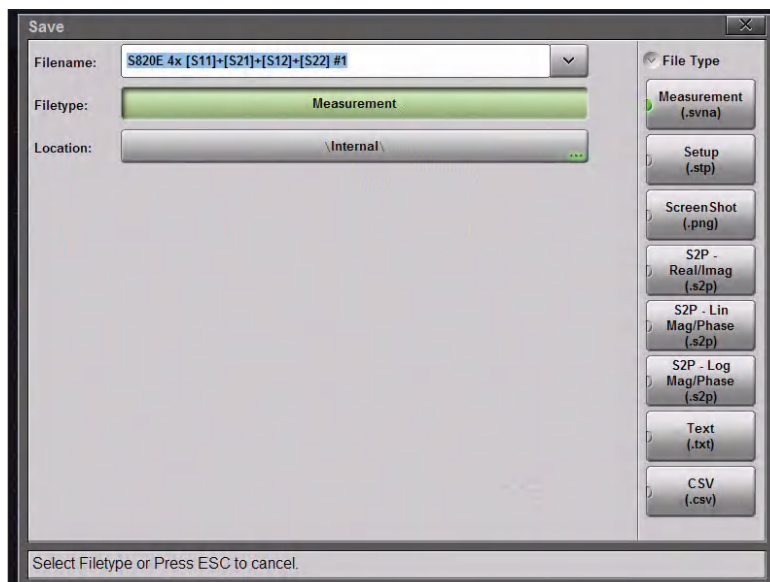 Save
Filename:
S820E 4x [S11]+[S21]+[S12]+[S22] #1
Filetype:
Measurement
Location:
\Internal\
...
File Type
Measurement
(.svna)
Setup
(.stp)
ScreenShot
(.png)
S2P -
Real/Imag
(.s2p)
S2P - Lin
Mag/Phase
(.s2p)
S2P - Log
Mag/Phase
(.s2p)
Text
(.txt)
CSV
(.csv)
Select Filetype or Press ESC to cancel.